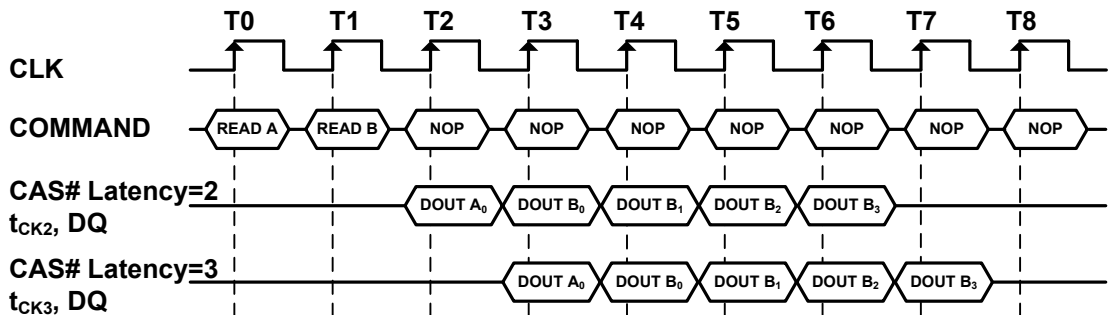 T0 T1 T2 T3 T4 T5 T6 T7 T8
CLK
COMMAND READ A READ B NOP NOP NOP NOP NOP NOP NOP
CAS# Latency=2
tCK2, DQ DOUT A0 DOUT B0 DOUT B1 DOUT B2 DOUT B3
CAS# Latency=3
tCK3, DQ DOUT A0 DOUT B0 DOUT B1 DOUT B2 DOUT B3